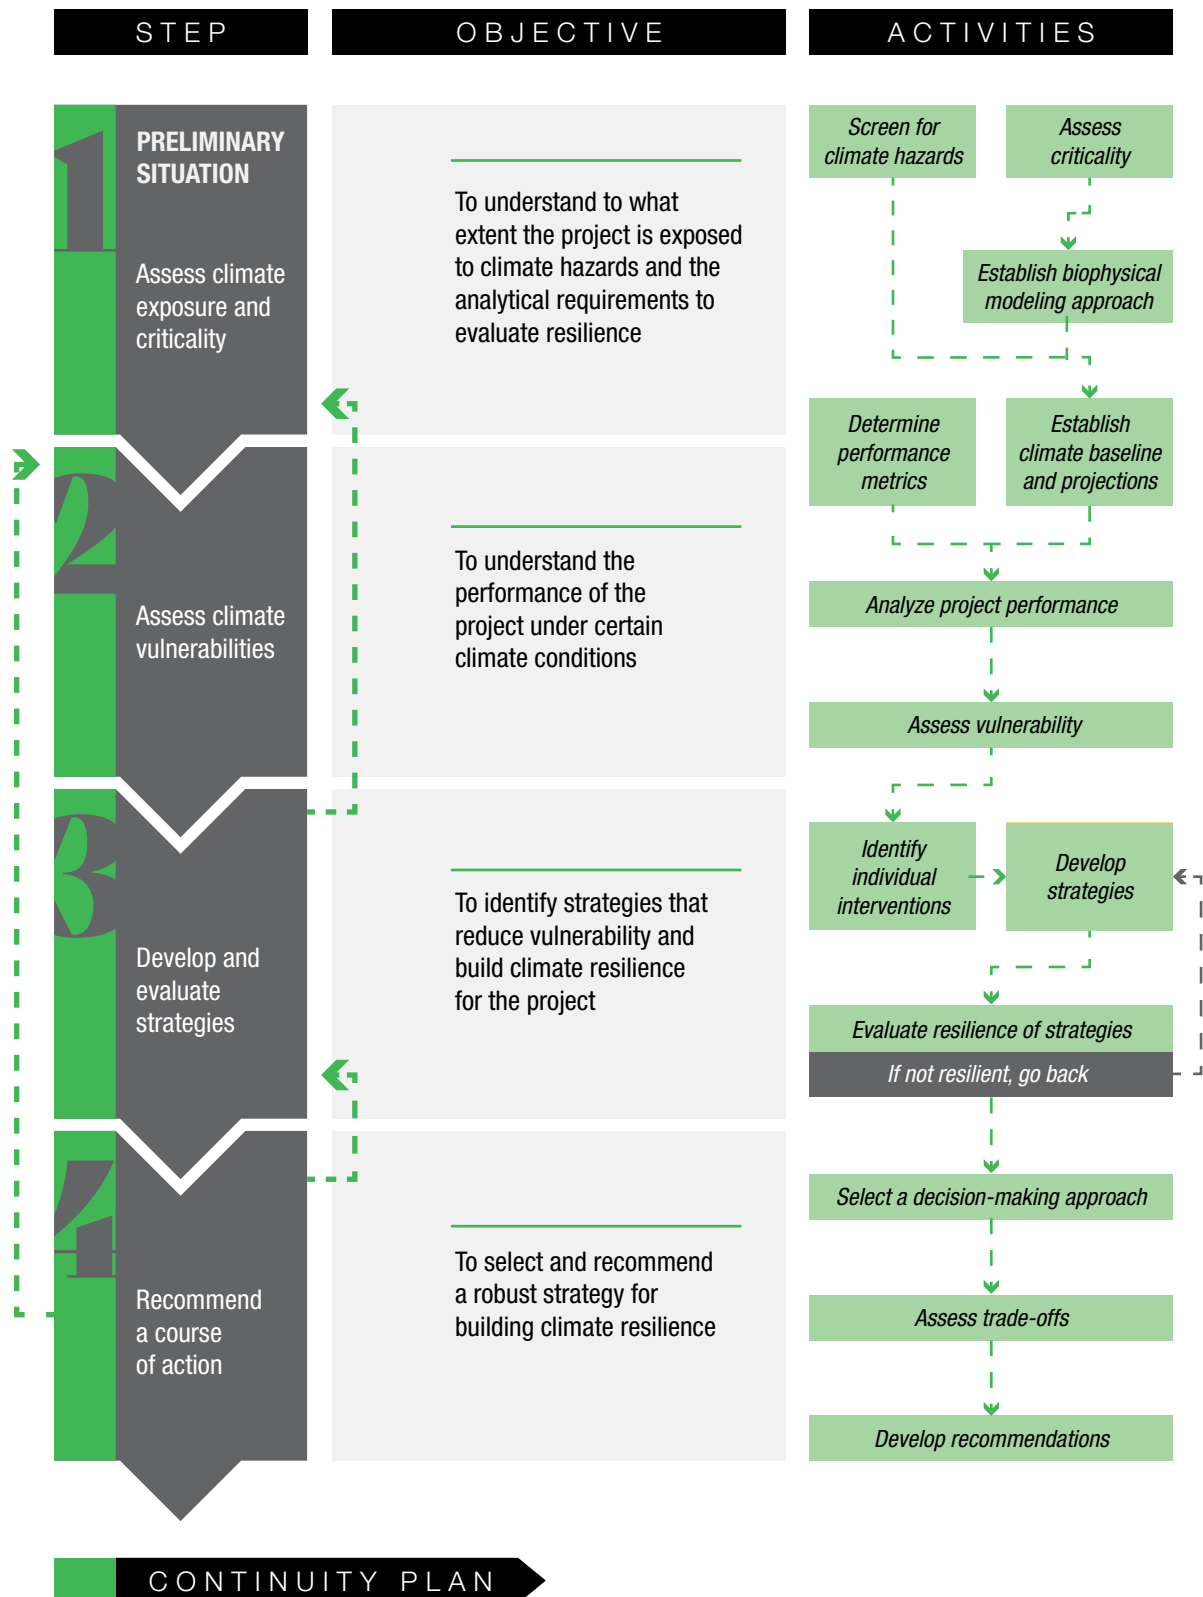 STEP
OBJECTIVE
ACTIVITIES
1
PRELIMINARY
SITUATION
Assess climate
exposure and
criticality
To understand to what
extent the project is exposed
to climate hazards and the
analytical requirements to
evaluate resilience
Screen for
climate hazards
Assess
criticality
Establish biophysical
modeling approach
2
Assess climate
vulnerabilities
To understand the
performance of the
project under certain
climate conditions
Determine
performance
metrics
Establish
climate baseline
and projections
Analyze project performance
Assess vulnerability
3
Develop and
evaluate
strategies
To identify strategies that
reduce vulnerability and
build climate resilience
for the project
Identify
individual
interventions
Develop
strategies
Evaluate resilience of strategies
If not resilient, go back
4
Recommend
a course
of action
To select and recommend
a robust strategy for
building climate resilience
Select a decision-making approach
Assess trade-offs
Develop recommendations
CONTINUITY PLAN